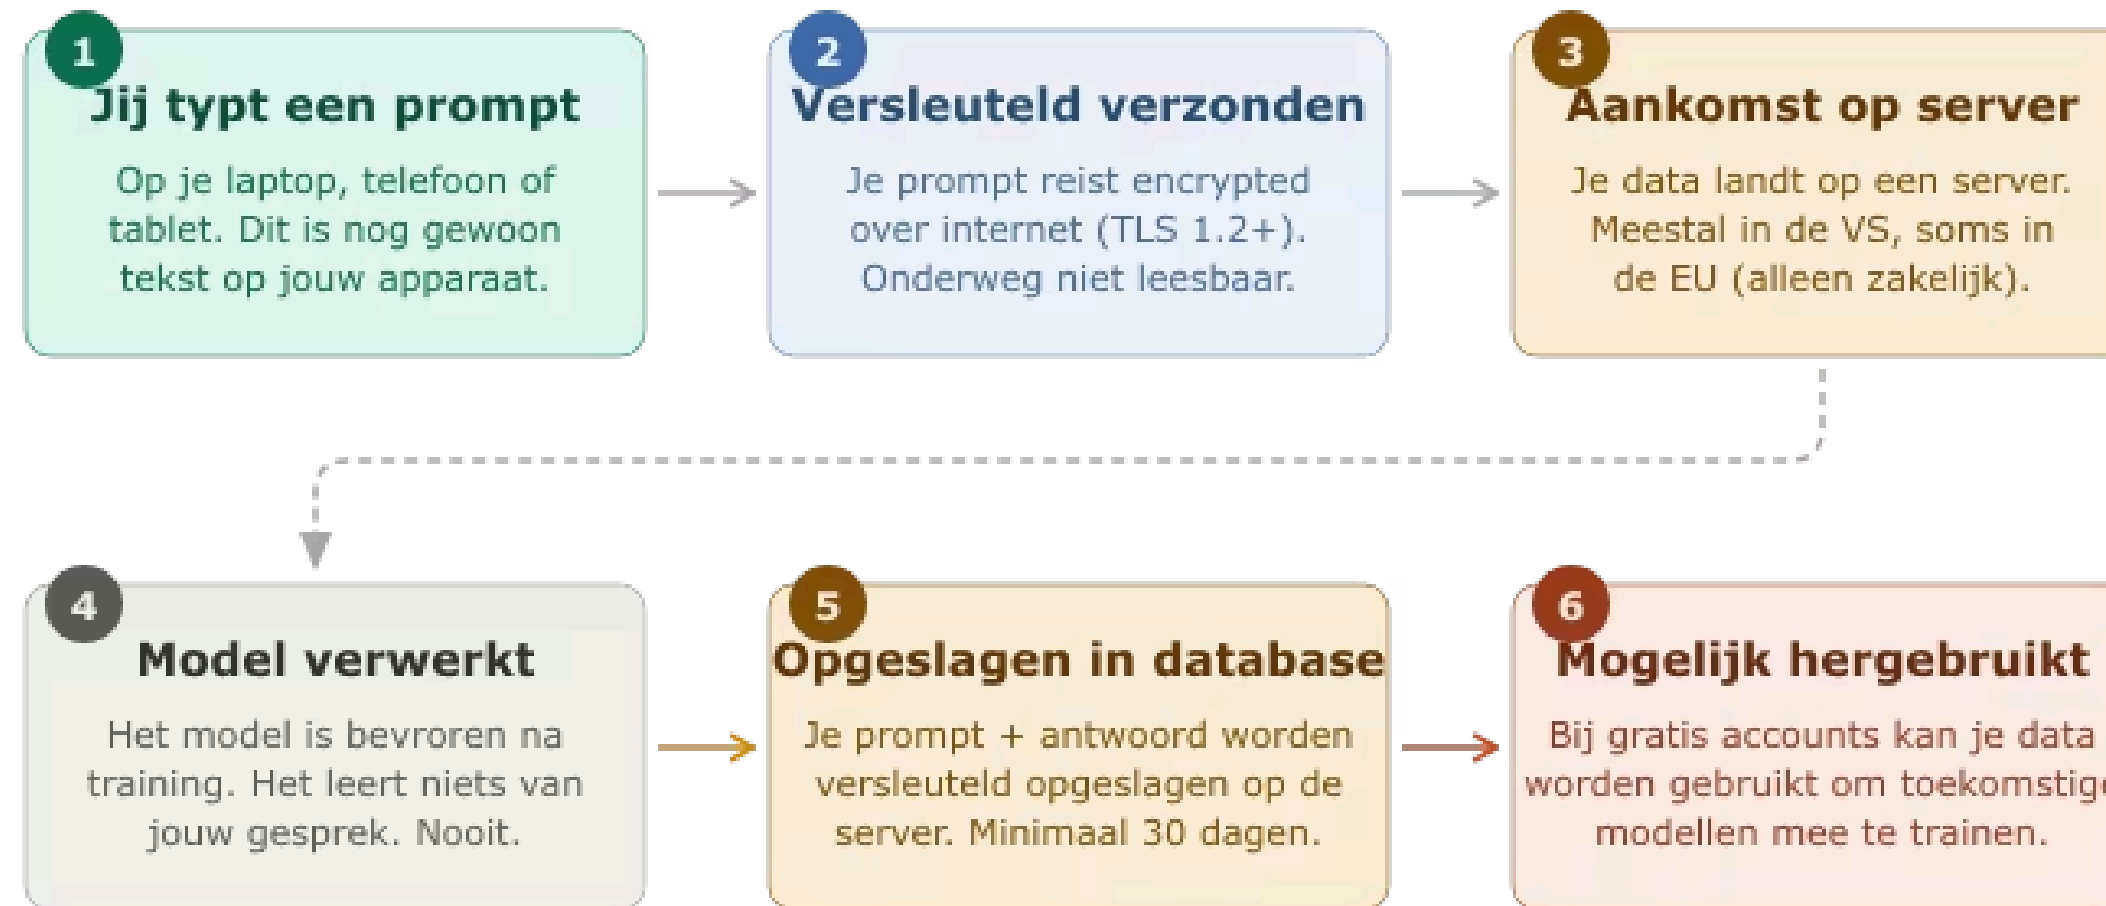 1
Jij typt een prompt
Op je laptop, telefoon of
tablet. Dit is nog gewoon
tekst op jouw apparaat.
2
Versleuteld verzonden
Je prompt reist encrypted
over internet (TLS 1.2+).
Onderweg niet leesbaar.
3
Aankomst op server
Je data landt op een server.
Meestal in de VS, soms in
de EU (alleen zakelijk).
4
Model verwerkt
Het model is bevroren na
training. Het leert niets van
jouw gesprek. Nooit.
5
Opgeslagen in database
Je prompt + antwoord worden
versleuteld opgeslagen op de
server. Minimaal 30 dagen.
6
Mogelijk hergebruikt
Bij gratis accounts kan je data
worden gebruikt om toekomstige
modellen mee te trainen.